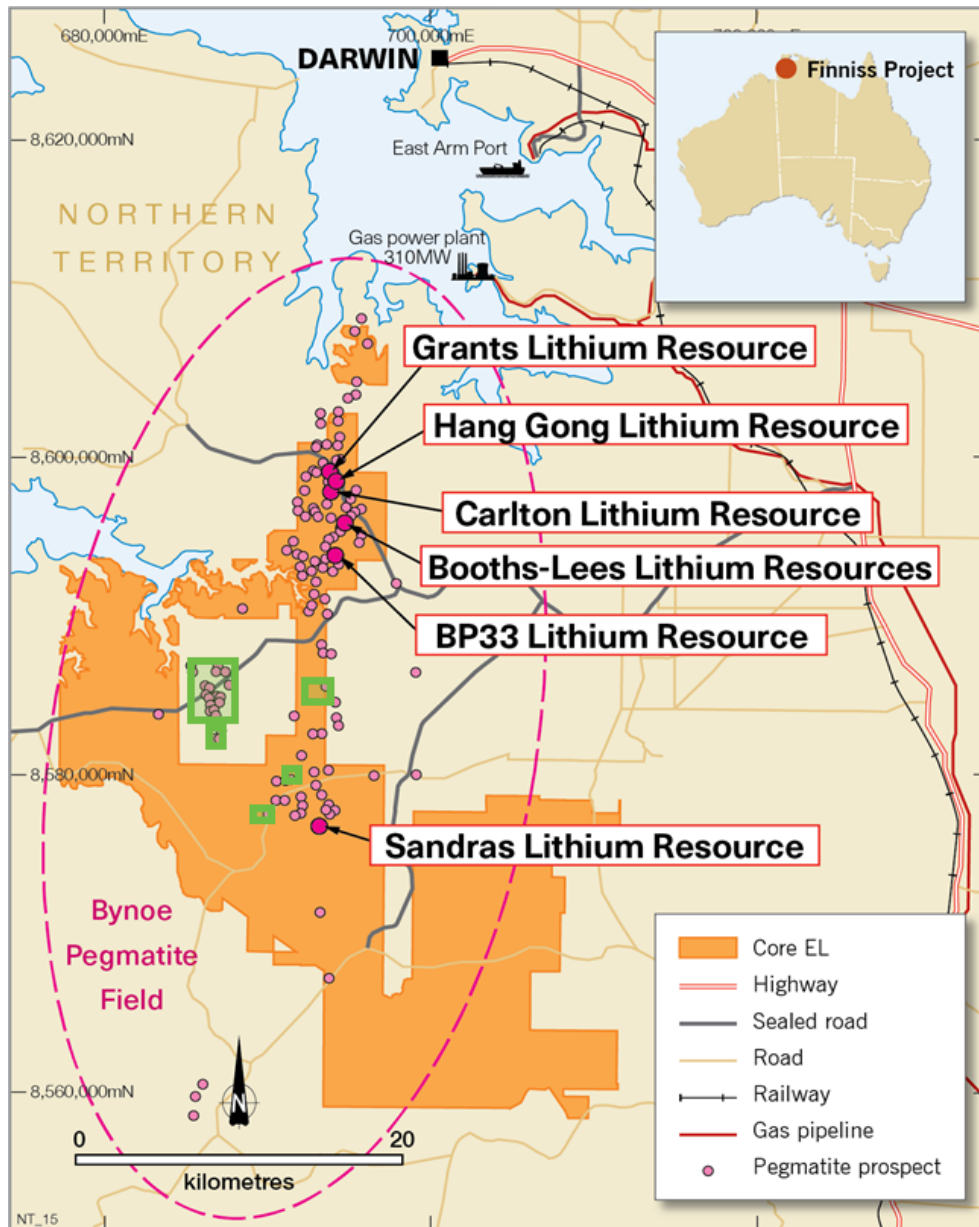 680,000mE
700,000mE
DARWIN
Finniss Project
8,620,000mN
East Arm Port
NORTHERN
TERRITORY
Gas power plant
310MW
Grants Lithium Resource
Hang Gong Lithium Resource
8,600,000mN
Carlton Lithium Resource
Booths-Lees Lithium Resources
BP33 Lithium Resource
8,580,000mN
Sandras Lithium Resource
Bynoe
Pegmatite
Field
Core EL
Highway
Sealed road
Road
Railway
Gas pipeline
Pegmatite prospect
8,560,000mN
N
0 20
kilometres
NT_15